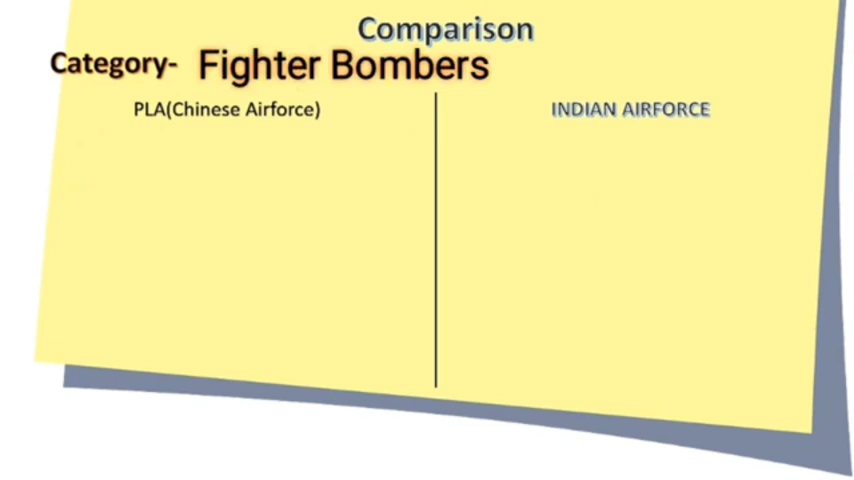 Comparison
Category- Fighter Bombers
PLA(Chinese Airforce)
INDIAN AIRFORCE